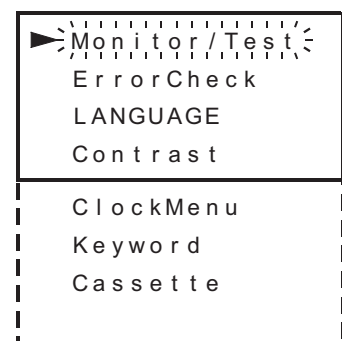 Monitor/Test
ErrorCheck
LANGUAGE
Contrast
ClockMenu
Keyword
Cassette